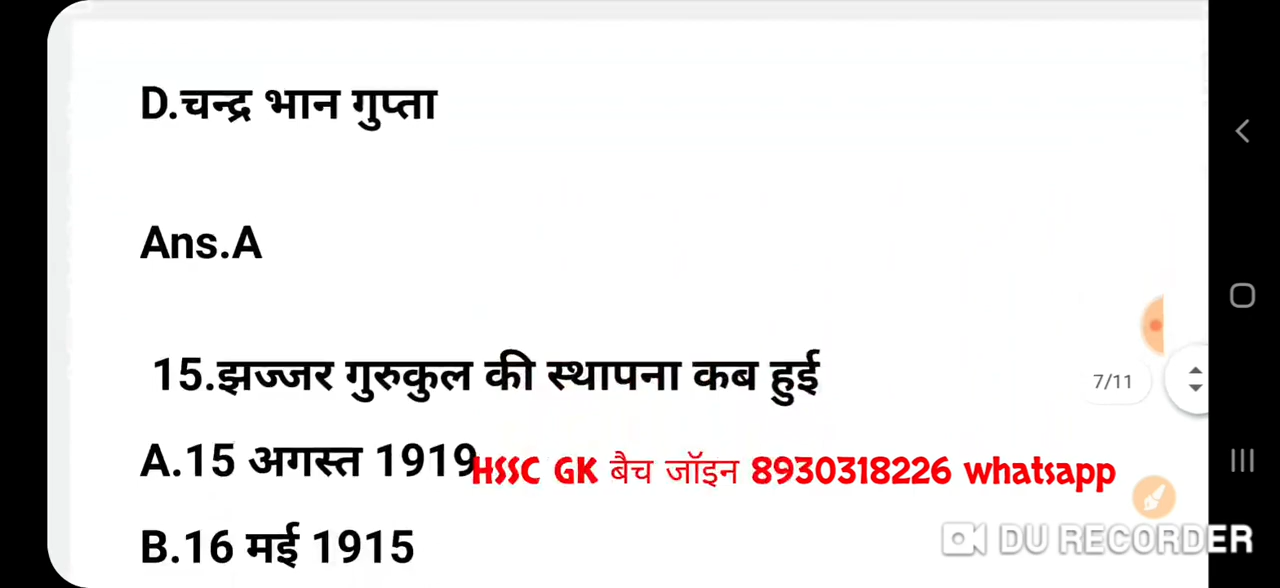 D.चन्द्र भान गुप्ता
Ans.A
15.झज्जर गुरुकुल की स्थापना कब हुई
7/11
A.15 अगस्त 1919
HSSC GK बैच जॉइन 8930318226 whatsapp
B.16 मई 1915
DU RECORDER